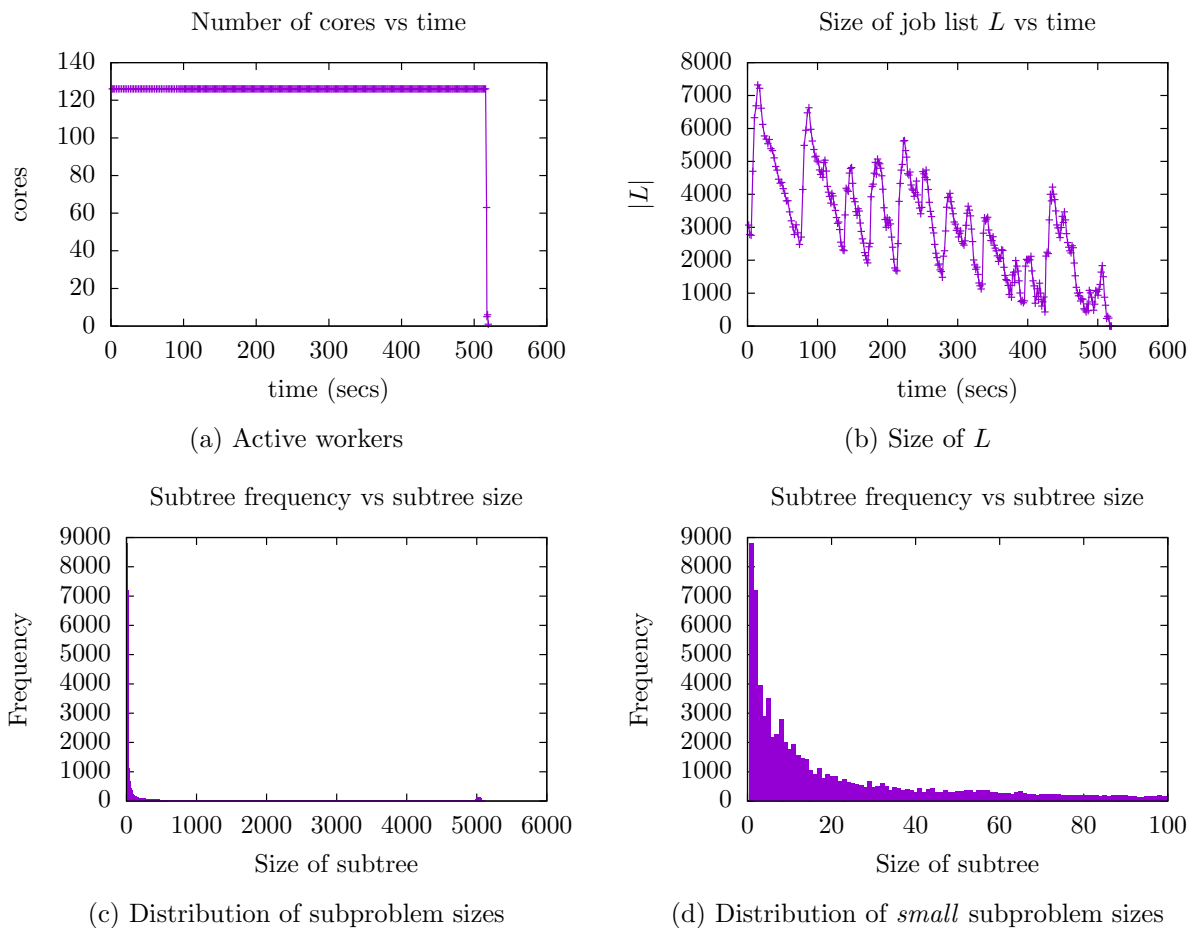 Number of cores vs time
140
120
100
80
60
40
20
0
cores
0 100 200 300 400 500 600
time (secs)
(a) Active workers
Size of job list L vs time
8000
7000
6000
5000
4000
3000
2000
1000
0
|L|
0 100 200 300 400 500 600
time (secs)
(b) Size of L
Subtree frequency vs subtree size
9000
8000
7000
6000
5000
4000
3000
2000
1000
0
Frequency
0 1000 2000 3000 4000 5000 6000
Size of subtree
(c) Distribution of subproblem sizes
Subtree frequency vs subtree size
9000
8000
7000
6000
5000
4000
3000
2000
1000
0
Frequency
0 20 40 60 80 100
Size of subtree
(d) Distribution of small subproblem sizes